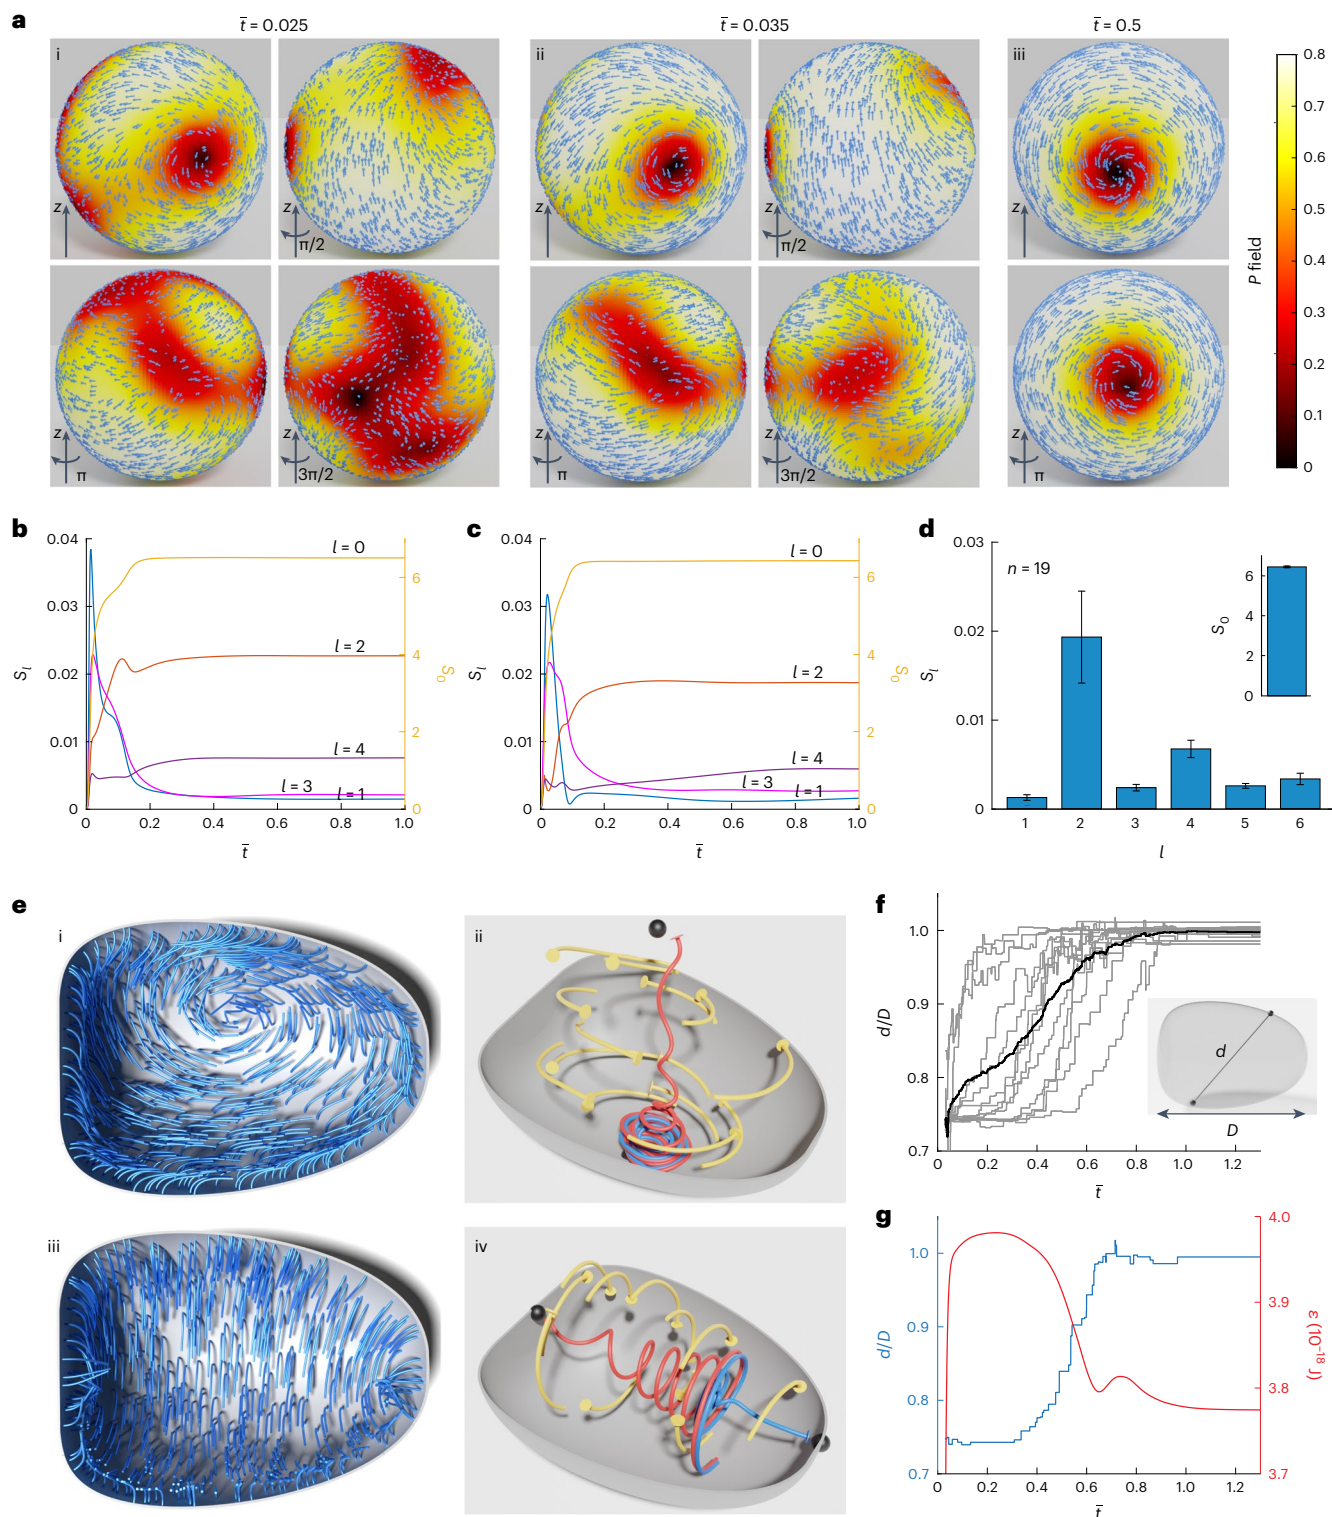 a
t̅ = 0.025
t̅ = 0.035
t̅ = 0.5
i
ii
iii
z
z
π/2
z
z
π/2
z
z
π
z
3π/2
z
π
z
3π/2
z
π
0.8
0.7
0.6
0.5
0.4
0.3
0.2
0.1
0
P field
b
0.04
0.03
0.02
0.01
0
S_l
l = 0
l = 2
l = 4
l = 3
l = 1
6
4
2
0
S_0
0 0.2 0.4 0.6 0.8 1.0
t̅
c
0.04
0.03
0.02
0.01
0
S_l
l = 0
l = 2
l = 4
l = 3
l = 1
6
4
2
0
S_0
0 0.2 0.4 0.6 0.8 1.0
t̅
d
0.03
0.02
0.01
0
S_l
n = 19
6
4
2
0
S_0
1 2 3 4 5 6
l
e
i
ii
iii
iv
f
1.0
0.9
0.8
0.7
d/D
d
D
0 0.2 0.4 0.6 0.8 1.0 1.2
t̅
g
1.0
0.9
0.8
0.7
d/D
4.0
3.9
3.8
3.7
ε (10⁻¹⁸ J)
0 0.2 0.4 0.6 0.8 1.0 1.2
t̅